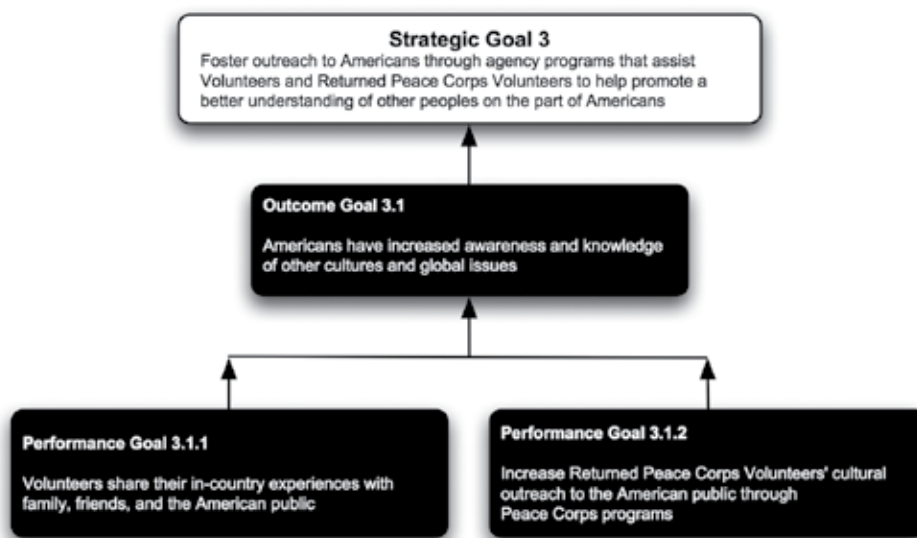 Strategic Goal 3
Foster outreach to Americans through agency programs that assist
Volunteers and Returned Peace Corps Volunteers to help promote a
better understanding of other peoples on the part of Americans
Outcome Goal 3.1
Americans have increased awareness and knowledge
of other cultures and global issues
Performance Goal 3.1.1
Volunteers share their in-country experiences with
family, friends, and the American public
Performance Goal 3.1.2
Increase Returned Peace Corps Volunteers' cultural
outreach to the American public through
Peace Corps programs